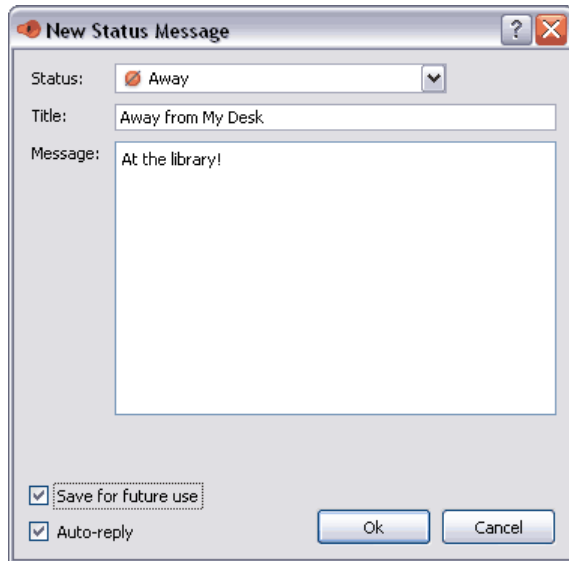 New Status Message
Status: Away
Title: Away from My Desk
Message: At the library!
Save for future use
Auto-reply
Ok Cancel